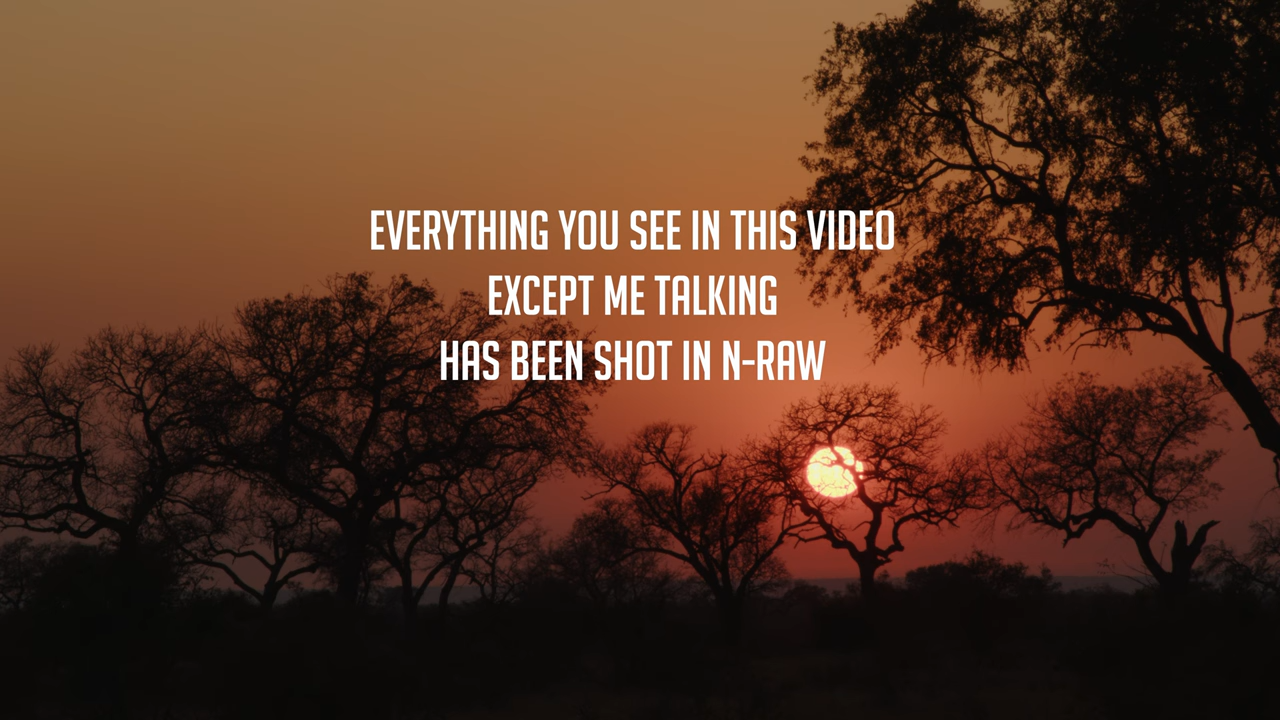 EVERYTHING YOU SEE IN THIS VIDEO
EXCEPT ME TALKING
HAS BEEN SHOT IN N-RAW